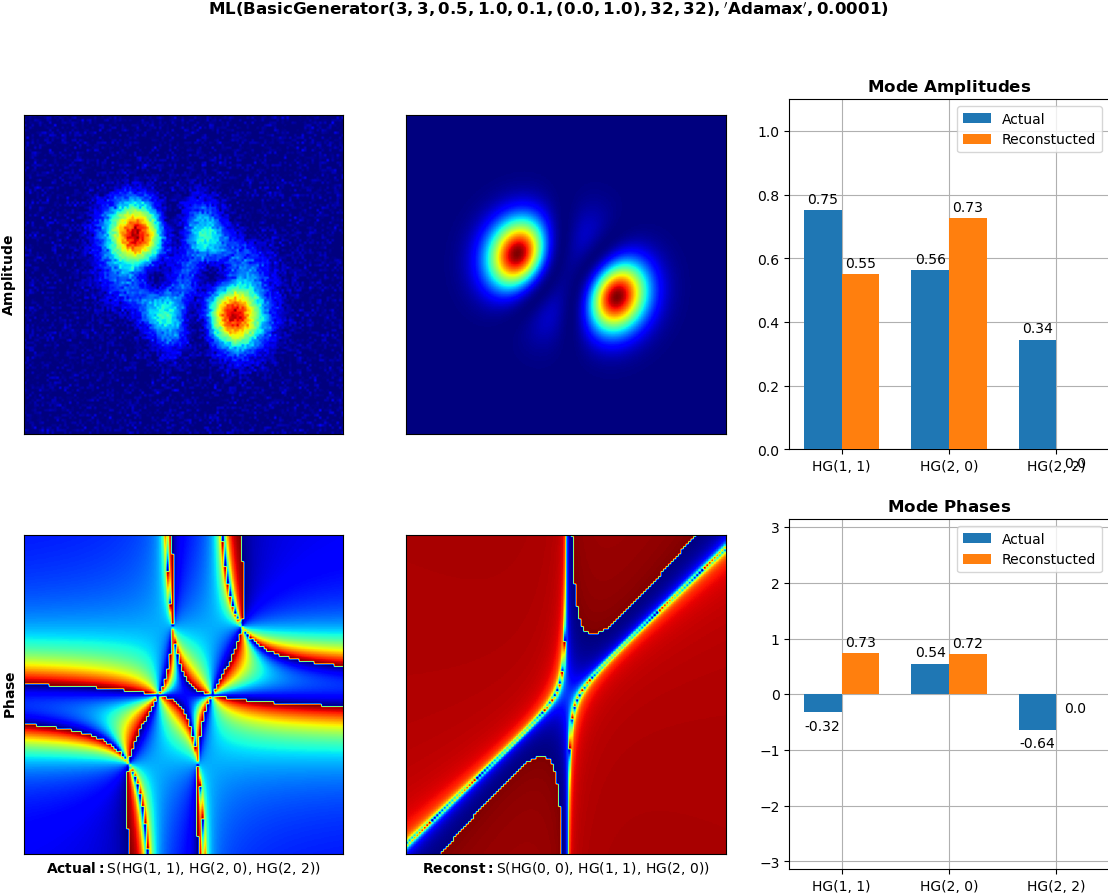 ML(BasicGenerator(3, 3, 0.5, 1.0, 0.1, (0.0, 1.0), 32, 32), ′Adamax′, 0.0001)
Amplitude
Mode Amplitudes
Actual
Reconstucted
1.0
0.8
0.6
0.4
0.2
0.0
0.75
0.55
0.56
0.73
0.34
0.0
HG(1, 1)
HG(2, 0)
HG(2, 2)
Phase
Actual: S(HG(1, 1), HG(2, 0), HG(2, 2))
Reconst: S(HG(0, 0), HG(1, 1), HG(2, 0))
Mode Phases
Actual
Reconstucted
3
2
1
0
−1
−2
−3
-0.32
0.73
0.54
0.72
-0.64
0.0
HG(1, 1)
HG(2, 0)
HG(2, 2)